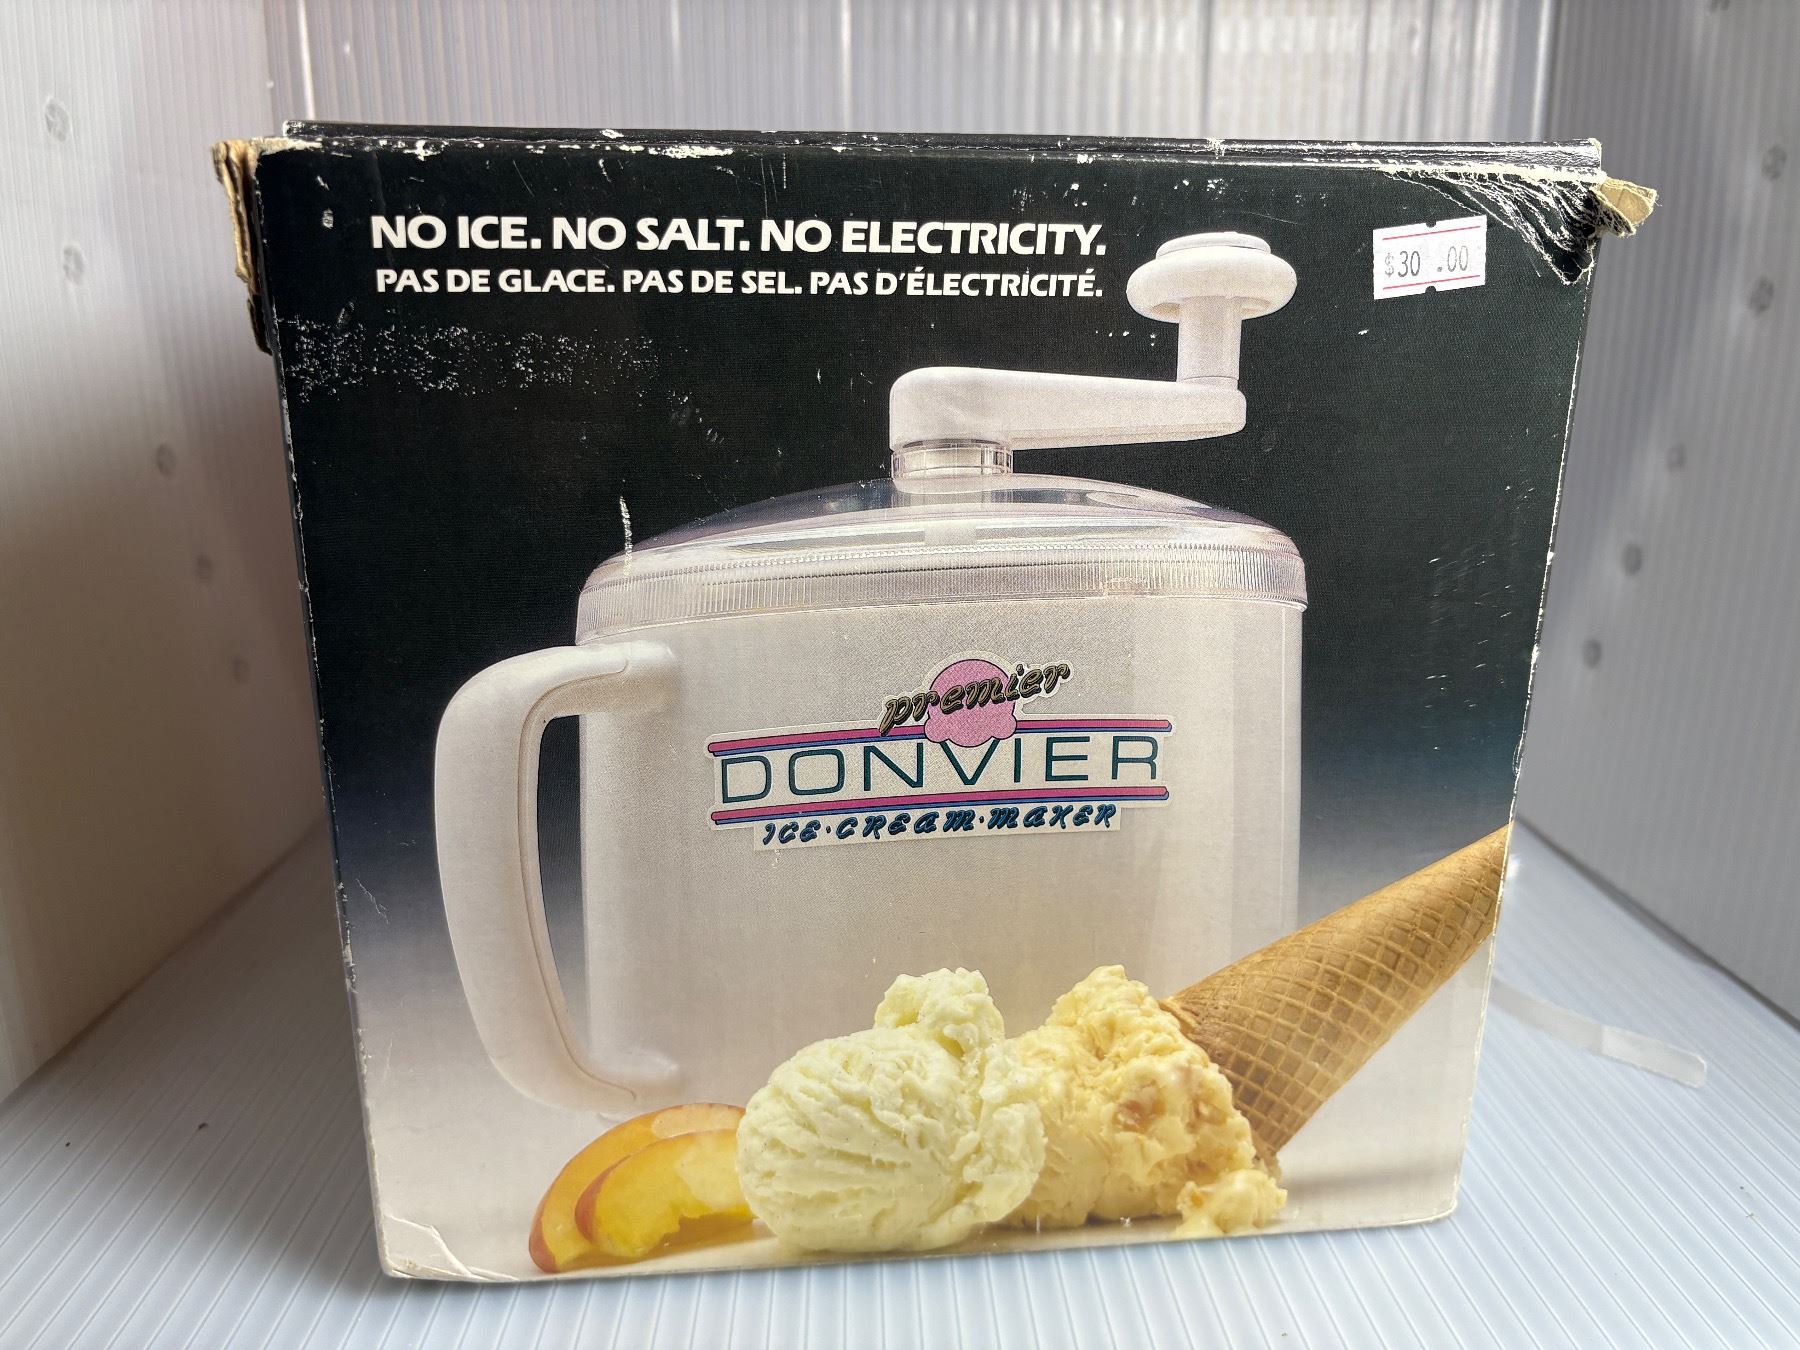 NO ICE. NO SALT. NO ELECTRICITY.
PAS DE GLACE. PAS DE SEL. PAS D'ÉLECTRICITÉ.
$30.00
premier
DONVIER
ICE·CREAM·MAKER